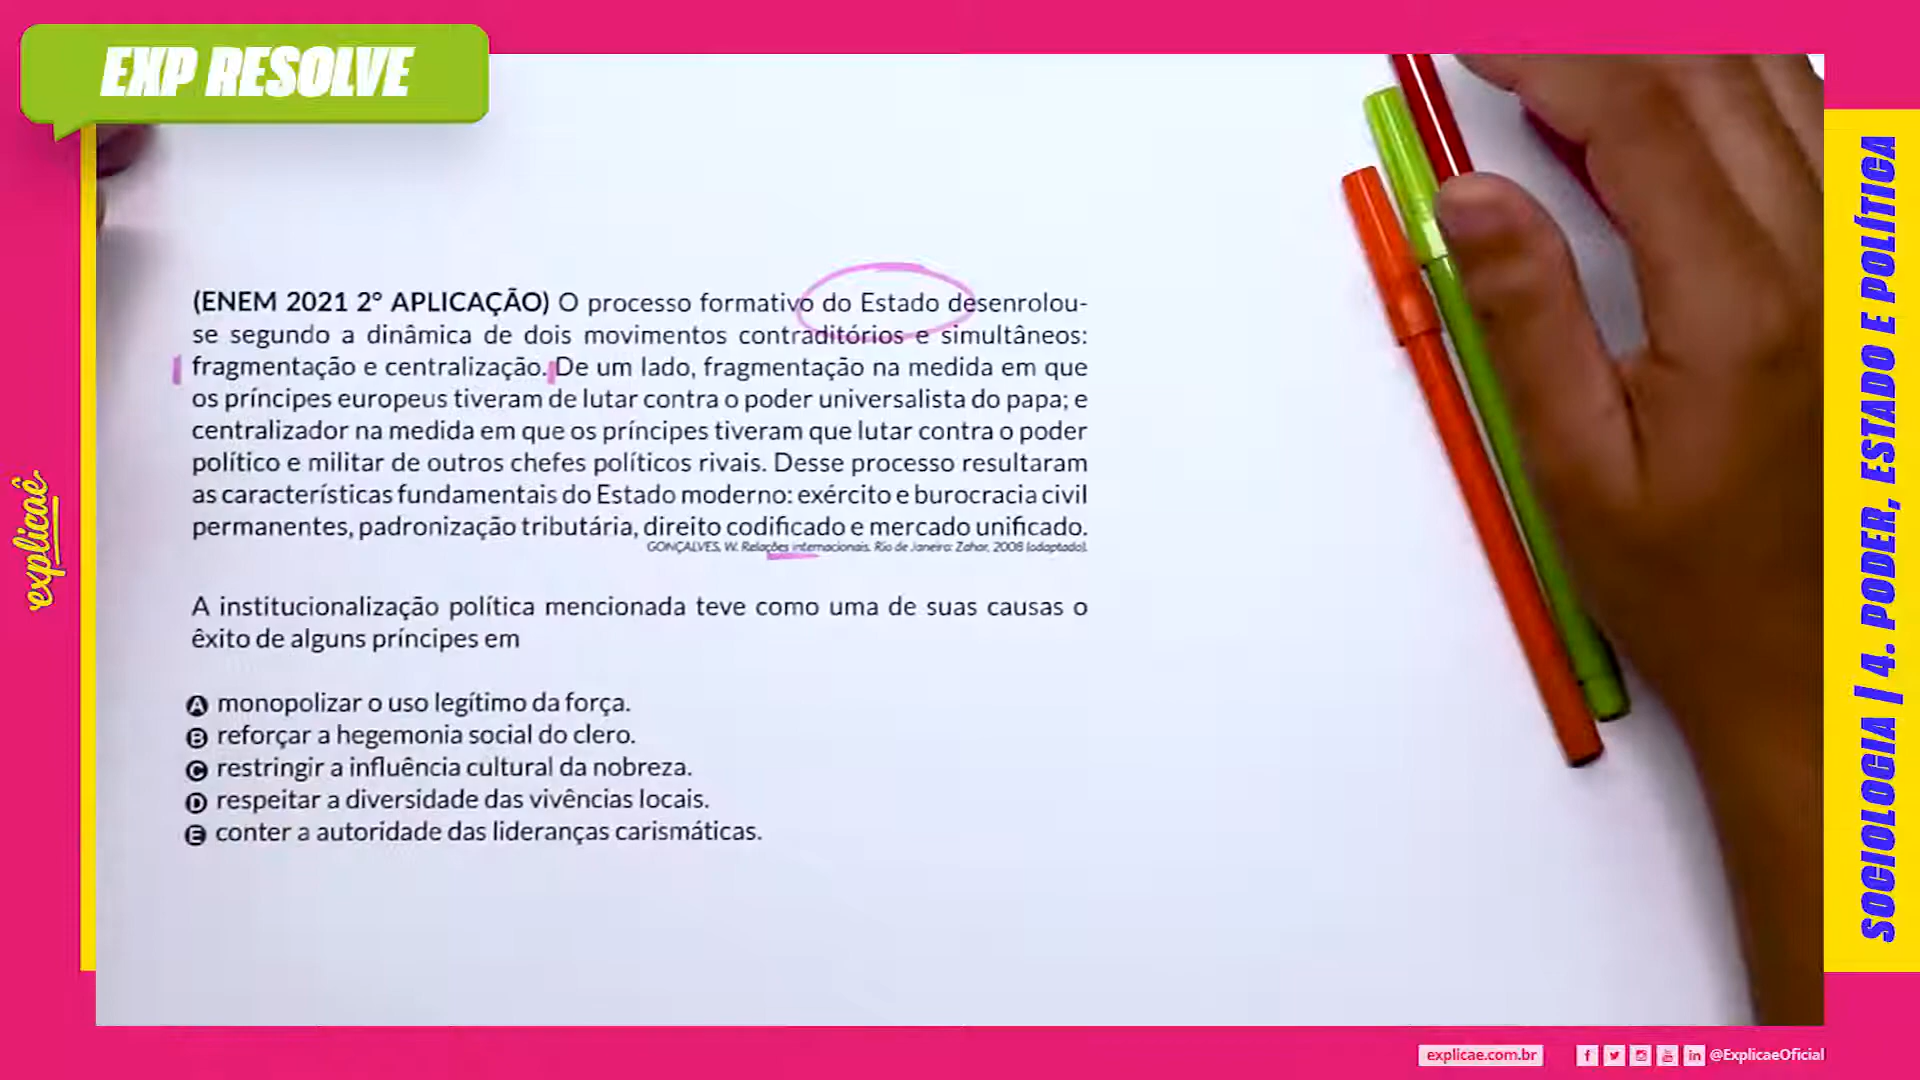 EXP RESOLVE
(ENEM 2021 2° APLICAÇÃO) O processo formativo do Estado desenrolou-
se segundo a dinâmica de dois movimentos contraditórios e simultâneos:
fragmentação e centralização. De um lado, fragmentação na medida em que
os príncipes europeus tiveram de lutar contra o poder universalista do papa; e
centralizador na medida em que os príncipes tiveram que lutar contra o poder
político e militar de outros chefes políticos rivais. Desse processo resultaram
as características fundamentais do Estado moderno: exército e burocracia civil
permanentes, padronização tributária, direito codificado e mercado unificado.
GONÇALVES, W. Relações internacionais. Rio de Janeiro: Zahar, 2008 (adaptado).
A institucionalização política mencionada teve como uma de suas causas o
êxito de alguns príncipes em
A monopolizar o uso legítimo da força.
B reforçar a hegemonia social do clero.
C restringir a influência cultural da nobreza.
D respeitar a diversidade das vivências locais.
E conter a autoridade das lideranças carismáticas.
explicaê
SOCIOLOGIA | 4. PODER, ESTADO E POLÍTICA
explicae.com.br
@ExplicaeOficial